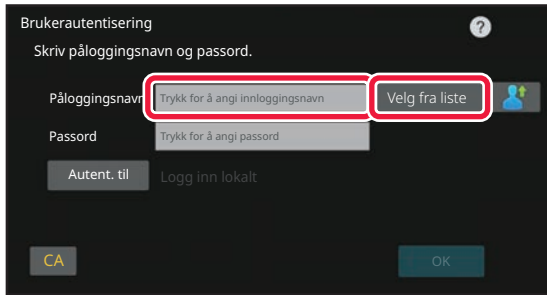 Brukerautentisering ?
Skriv påloggingsnavn og passord.
Påloggingsnavn Trykk for å angi innloggingsnavn Velg fra liste
Passord Trykk for å angi passord
Autent. til Logg inn lokalt
CA OK